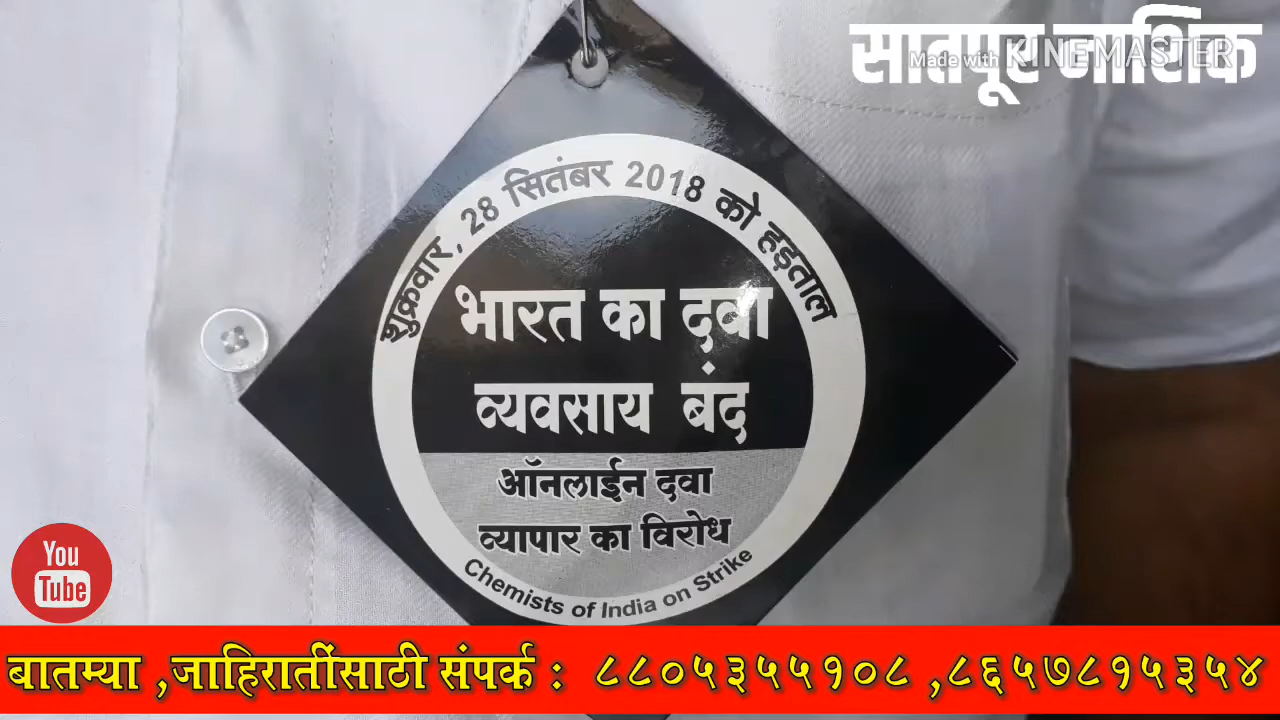 सातपूर नाशिक
Made with KINEMASTER
शुक्रवार, 28 सितंबर 2018 को हड़ताल
भारत का दवा
व्यवसाय बंद
ऑनलाईन दवा
व्यापार का विरोध
Chemists of India on Strike
You
Tube
बातम्या ,जाहिरातींसाठी संपर्क : ८८०५३५५१०८ ,८६५७८१५३५४